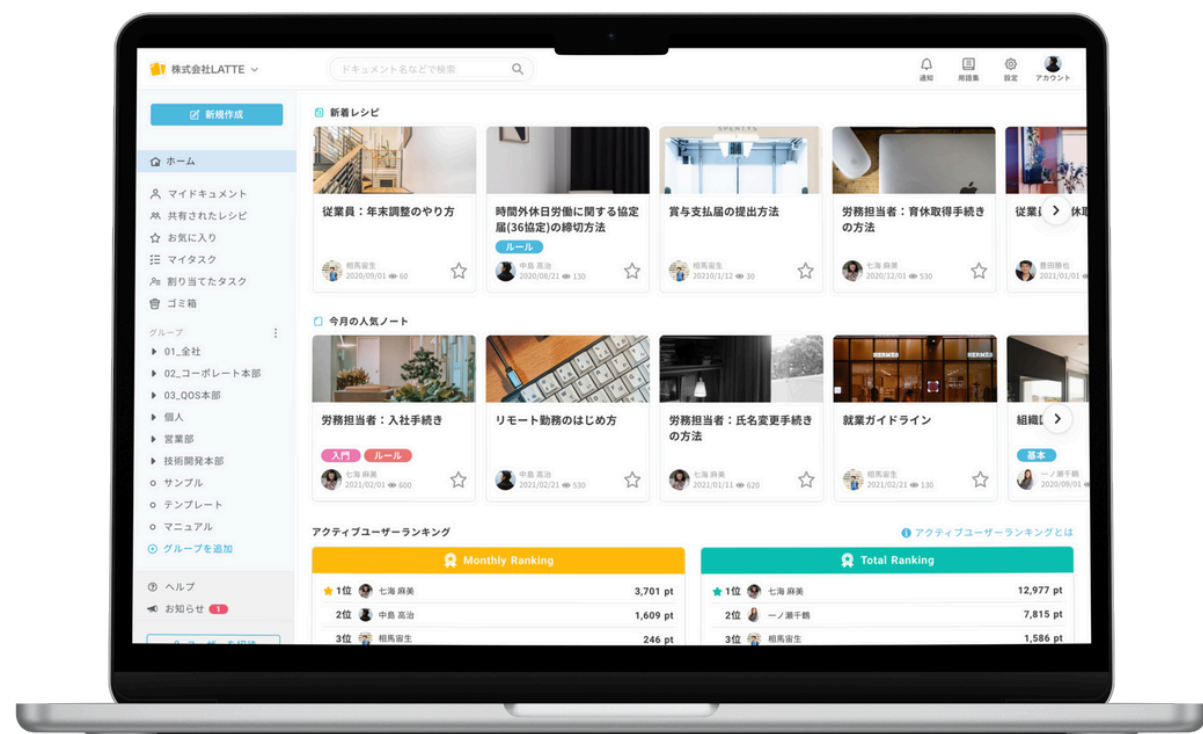 株式会社LATTE
ドキュメント名などで検索
通知
用語集
設定
アカウント
新規作成
ホーム
マイドキュメント
共有されたレシピ
お気に入り
マイタスク
割り当てたタスク
ゴミ箱
グループ
01_全社
02_コーポレート本部
03_QOS本部
個人
営業部
技術開発本部
サンプル
テンプレート
マニュアル
グループを追加
ヘルプ
お知らせ 1
新着レシピ
従業員：年末調整のやり方
相馬宙生
2020/09/01 60
時間外休日労働に関する協定
届(36協定)の締切方法
ルール
中島 高治
2020/08/21 130
賞与支払届の提出方法
相馬宙生
20210/1/12 30
労務担当者：育休取得手続き
の方法
七海 麻美
2020/12/01 530
従業
休取
豊田勝也
2021/03/01
今月の人気ノート
労務担当者：入社手続き
入門 ルール
七海 麻美
2021/02/01 600
リモート勤務のはじめ方
中島 高治
2021/02/21 530
労務担当者：氏名変更手続き
の方法
七海 麻美
2021/01/11 620
就業ガイドライン
相馬宙生
2021/02/21 130
組織
基本
一ノ瀬千鶴
2020/09/01
アクティブユーザーランキング
アクティブユーザーランキングとは
Monthly Ranking
1位 七海 麻美 3,701 pt
2位 中島 高治 1,609 pt
3位 相馬宙生 246 pt
Total Ranking
1位 七海 麻美 12,977 pt
2位 一ノ瀬千鶴 7,815 pt
3位 相馬宙生 1,586 pt